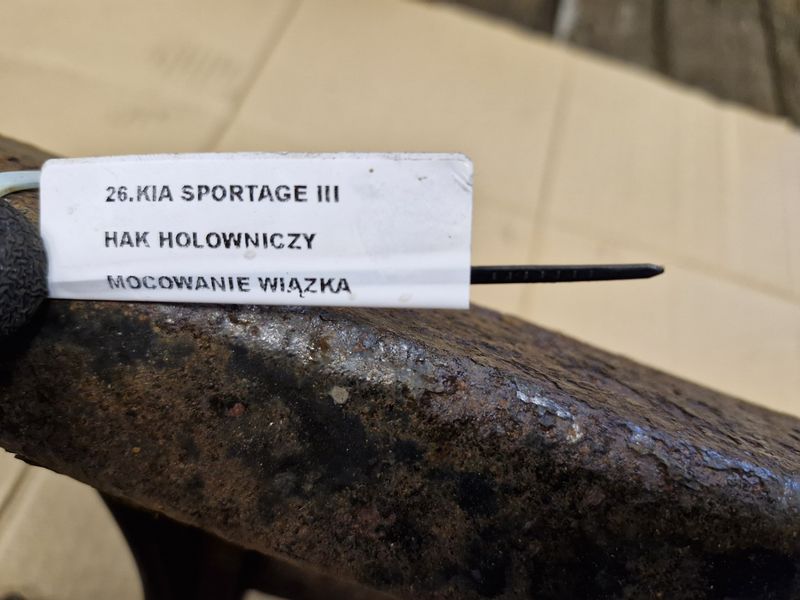 26.KIA SPORTAGE III
HAK HOLOWNICZY
MOCOWANIE WIĄZKA